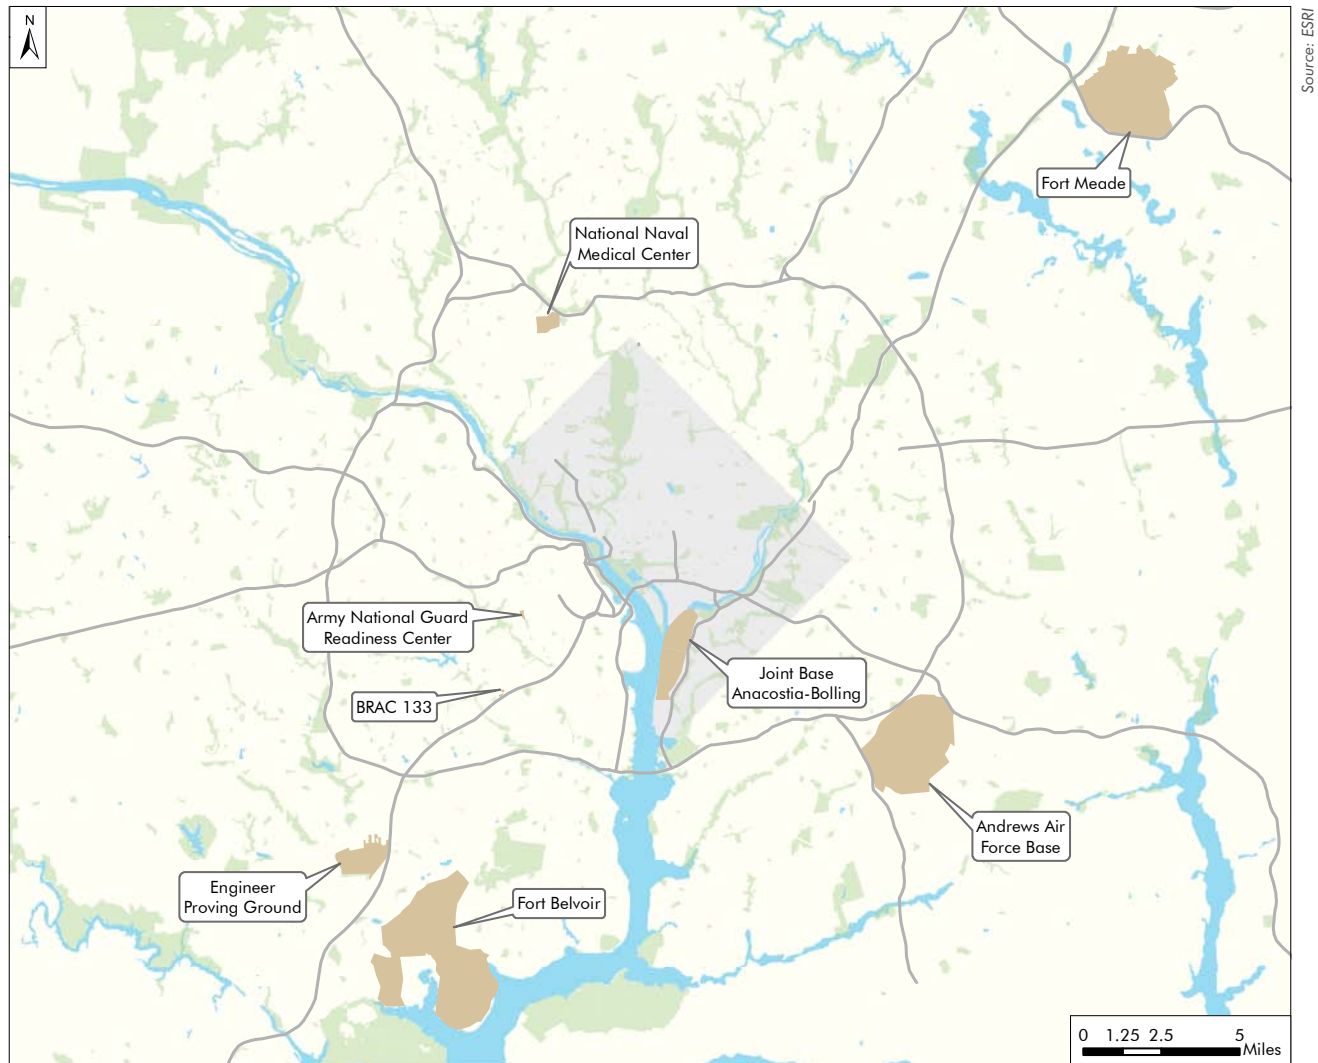 N
Source: ESRI
Fort Meade
National Naval
Medical Center
Army National Guard
Readiness Center
Joint Base
Anacostia-Bolling
BRAC 133
Andrews Air
Force Base
Engineer
Proving Ground
Fort Belvoir
0 1.25 2.5 5
Miles